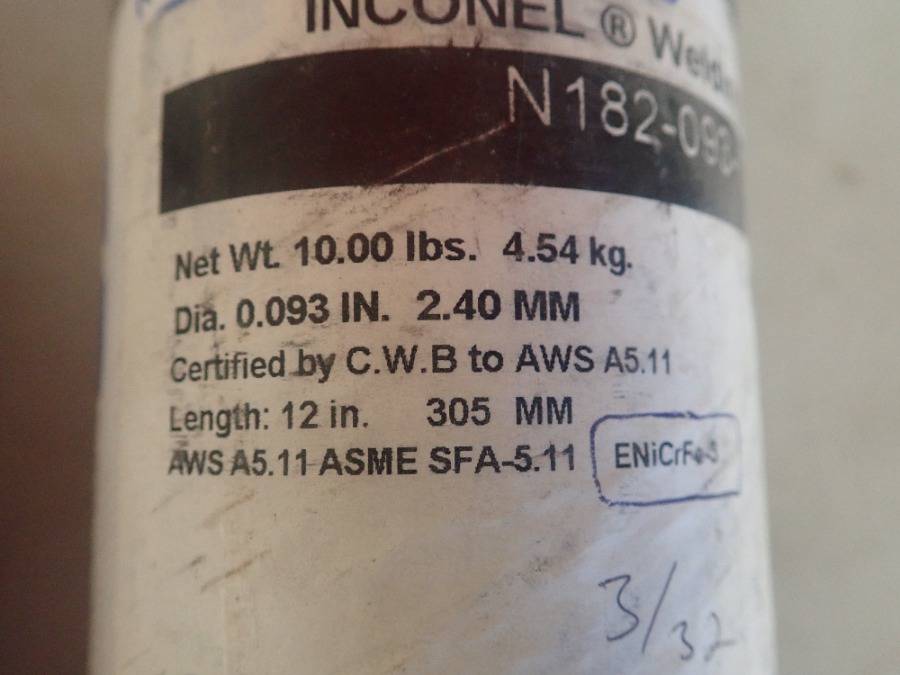 INCONEL ® Weldin
N182-093-
Net Wt. 10.00 lbs. 4.54 kg.
Dia. 0.093 IN. 2.40 MM
Certified by C.W.B to AWS A5.11
Length: 12 in. 305 MM
AWS A5.11 ASME SFA-5.11 ENiCrFe-3
3/32